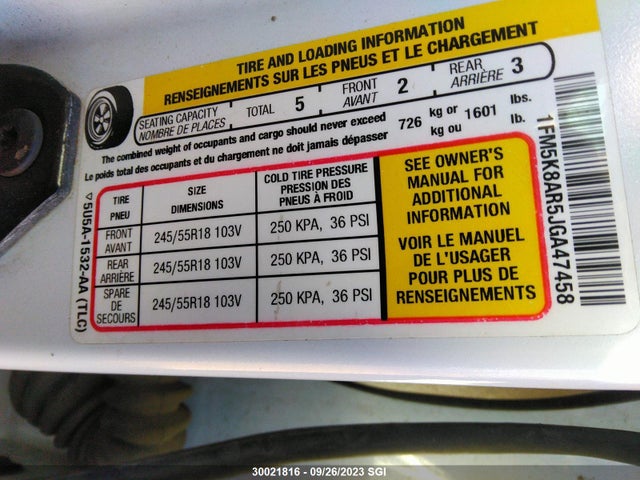 TIRE AND LOADING INFORMATION
RENSEIGNEMENTS SUR LES PNEUS ET LE CHARGEMENT
SEATING CAPACITY
NOMBRE DE PLACES
TOTAL 5
FRONT
AVANT 2
REAR
ARRIÈRE 3
The combined weight of occupants and cargo should never exceed
Le poids total des occupants et du chargement ne doit jamais dépasser
726 kg or 1601 lbs.
kg ou lb.
TIRE
PNEU
SIZE
DIMENSIONS
COLD TIRE PRESSURE
PRESSION DES
PNEUS À FROID
FRONT
AVANT
245/55R18 103V
250 KPA, 36 PSI
REAR
ARRIÈRE
245/55R18 103V
250 KPA, 36 PSI
SPARE
DE
SECOURS
245/55R18 103V
250 KPA, 36 PSI
SEE OWNER'S
MANUAL FOR
ADDITIONAL
INFORMATION
VOIR LE MANUEL
DE L'USAGER
POUR PLUS DE
RENSEIGNEMENTS
5U5A-1532-AA (TLC)
1FM5K8AR5JGA47458
30021816 - 09/26/2023 SGI